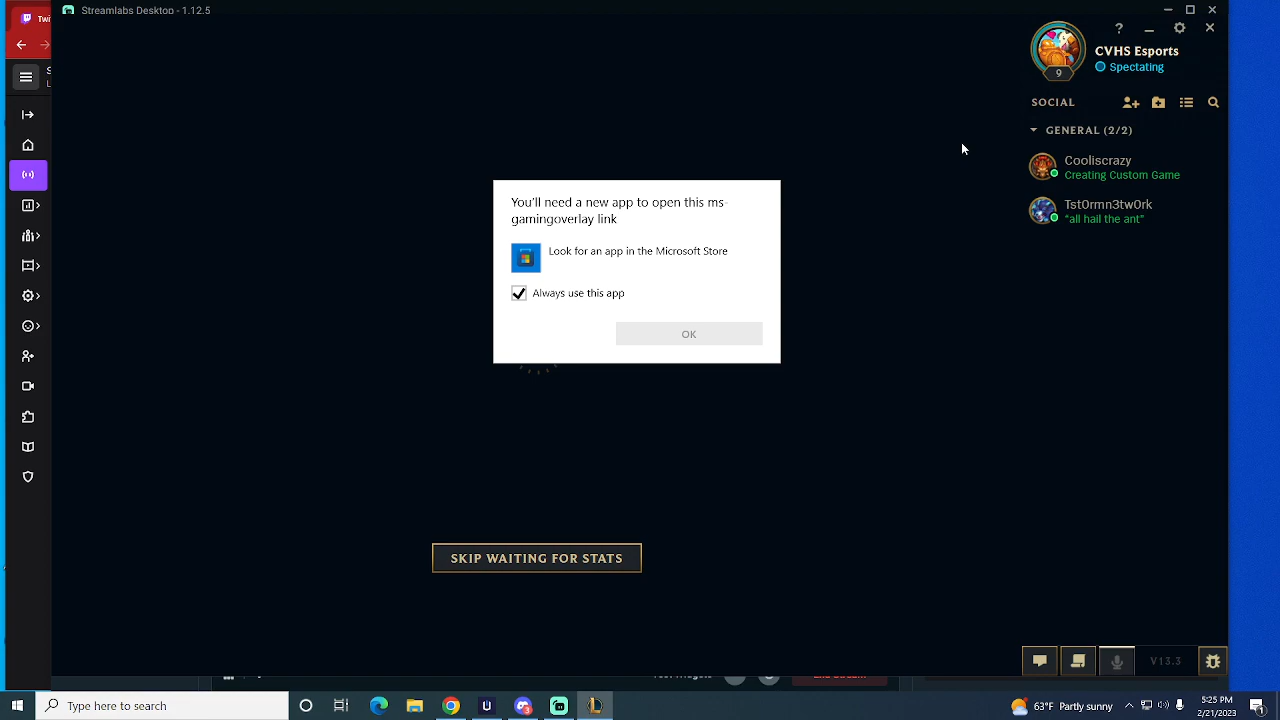 Streamlabs Desktop - 1.12.5
CVHS Esports
9
Spectating
SOCIAL
GENERAL (2/2)
Cooliscrazy
Creating Custom Game
Tst0rmn3tw0rk
"all hail the ant"
You'll need a new app to open this ms-
gamingoverlay link
Look for an app in the Microsoft Store
Always use this app
OK
SKIP WAITING FOR STATS
V13.3
Type here to search
63°F Partly sunny
5:25 PM
2/21/2023